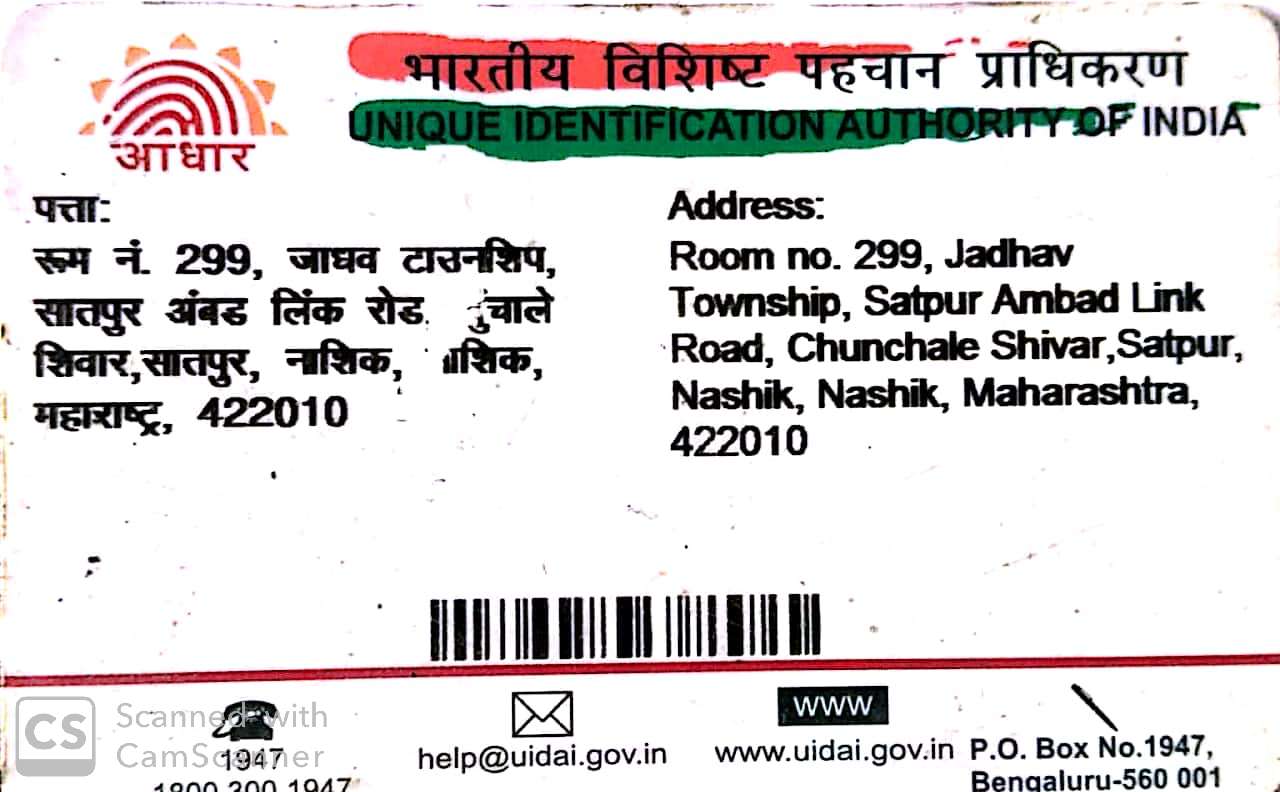 भारतीय विशिष्ट पहचान प्राधिकरण
UNIQUE IDENTIFICATION AUTHORITY OF INDIA
आधार
पत्ता:
रूम नं. 299, जाधव टाउनशिप,
सातपुर अंबड लिंक रोड, चुंचाले
शिवार,सातपुर, नाशिक, नाशिक,
महाराष्ट्र, 422010
Address:
Room no. 299, Jadhav
Township, Satpur Ambad Link
Road, Chunchale Shivar,Satpur,
Nashik, Nashik, Maharashtra,
422010
1947
1800 300 1947
help@uidai.gov.in
WWW
www.uidai.gov.in
P.O. Box No.1947,
Bengaluru-560 001
CS
Scanned with
CamScanner